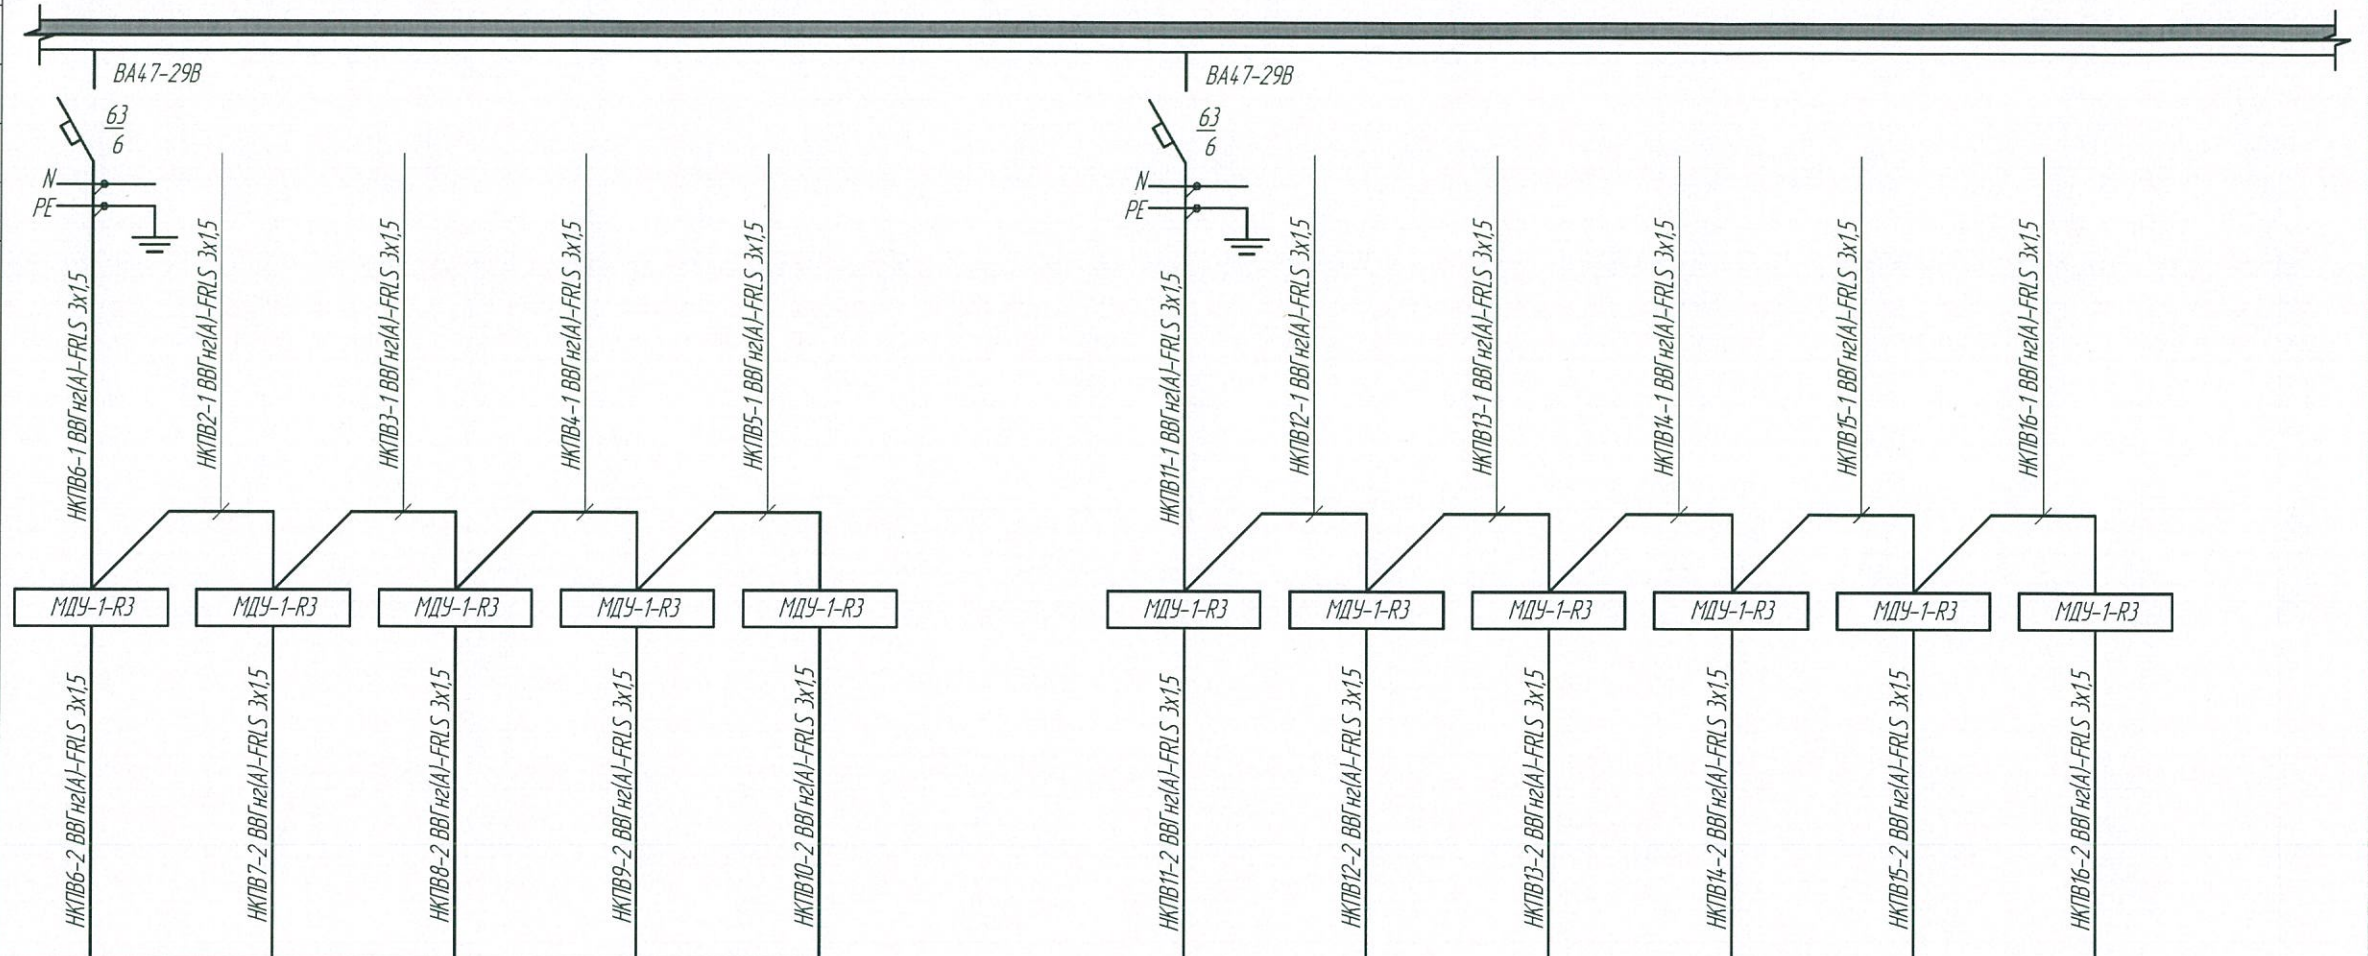 ВА47-29В
63
6
N
PE
НКПВ6-1 ВВГнг(А)-FRLS 3х1,5
НКПВ2-1 ВВГнг(А)-FRLS 3х1,5
НКПВ3-1 ВВГнг(А)-FRLS 3х1,5
НКПВ4-1 ВВГнг(А)-FRLS 3х1,5
НКПВ5-1 ВВГнг(А)-FRLS 3х1,5
МДУ-1-R3
МДУ-1-R3
МДУ-1-R3
МДУ-1-R3
МДУ-1-R3
НКПВ6-2 ВВГнг(А)-FRLS 3х1,5
НКПВ7-2 ВВГнг(А)-FRLS 3х1,5
НКПВ8-2 ВВГнг(А)-FRLS 3х1,5
НКПВ9-2 ВВГнг(А)-FRLS 3х1,5
НКПВ10-2 ВВГнг(А)-FRLS 3х1,5
ВА47-29В
63
6
N
PE
НКПВ11-1 ВВГнг(А)-FRLS 3х1,5
НКПВ12-1 ВВГнг(А)-FRLS 3х1,5
НКПВ13-1 ВВГнг(А)-FRLS 3х1,5
НКПВ14-1 ВВГнг(А)-FRLS 3х1,5
НКПВ15-1 ВВГнг(А)-FRLS 3х1,5
НКПВ16-1 ВВГнг(А)-FRLS 3х1,5
МДУ-1-R3
МДУ-1-R3
МДУ-1-R3
МДУ-1-R3
МДУ-1-R3
МДУ-1-R3
НКПВ11-2 ВВГнг(А)-FRLS 3х1,5
НКПВ12-2 ВВГнг(А)-FRLS 3х1,5
НКПВ13-2 ВВГнг(А)-FRLS 3х1,5
НКПВ14-2 ВВГнг(А)-FRLS 3х1,5
НКПВ15-2 ВВГнг(А)-FRLS 3х1,5
НКПВ16-2 ВВГнг(А)-FRLS 3х1,5